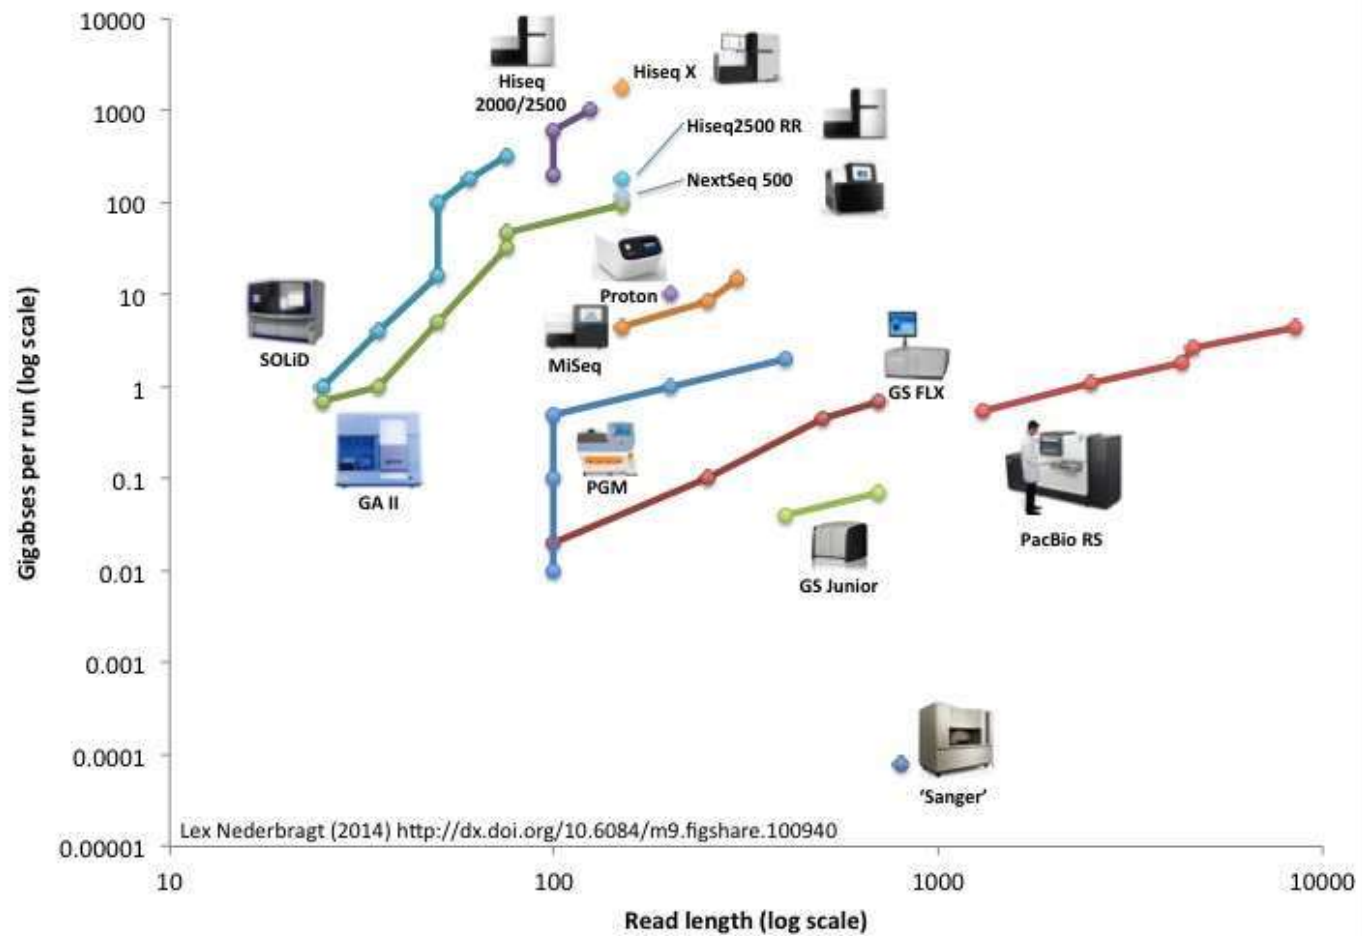 10000
1000
100
10
1
0.1
0.01
0.001
0.0001
0.00001
Gigabses per run (log scale)
Hiseq
2000/2500
Hiseq X
Hiseq2500 RR
NextSeq 500
Proton
SOLiD
MiSeq
GS FLX
GA II
PGM
PacBio RS
GS Junior
‘Sanger’
Lex Nederbragt (2014) http://dx.doi.org/10.6084/m9.figshare.100940
10
100
1000
10000
Read length (log scale)